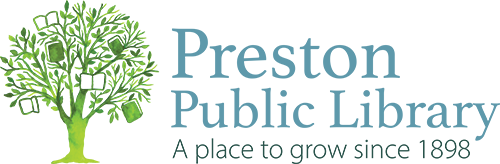 Preston
Public Library
A place to grow since 1898